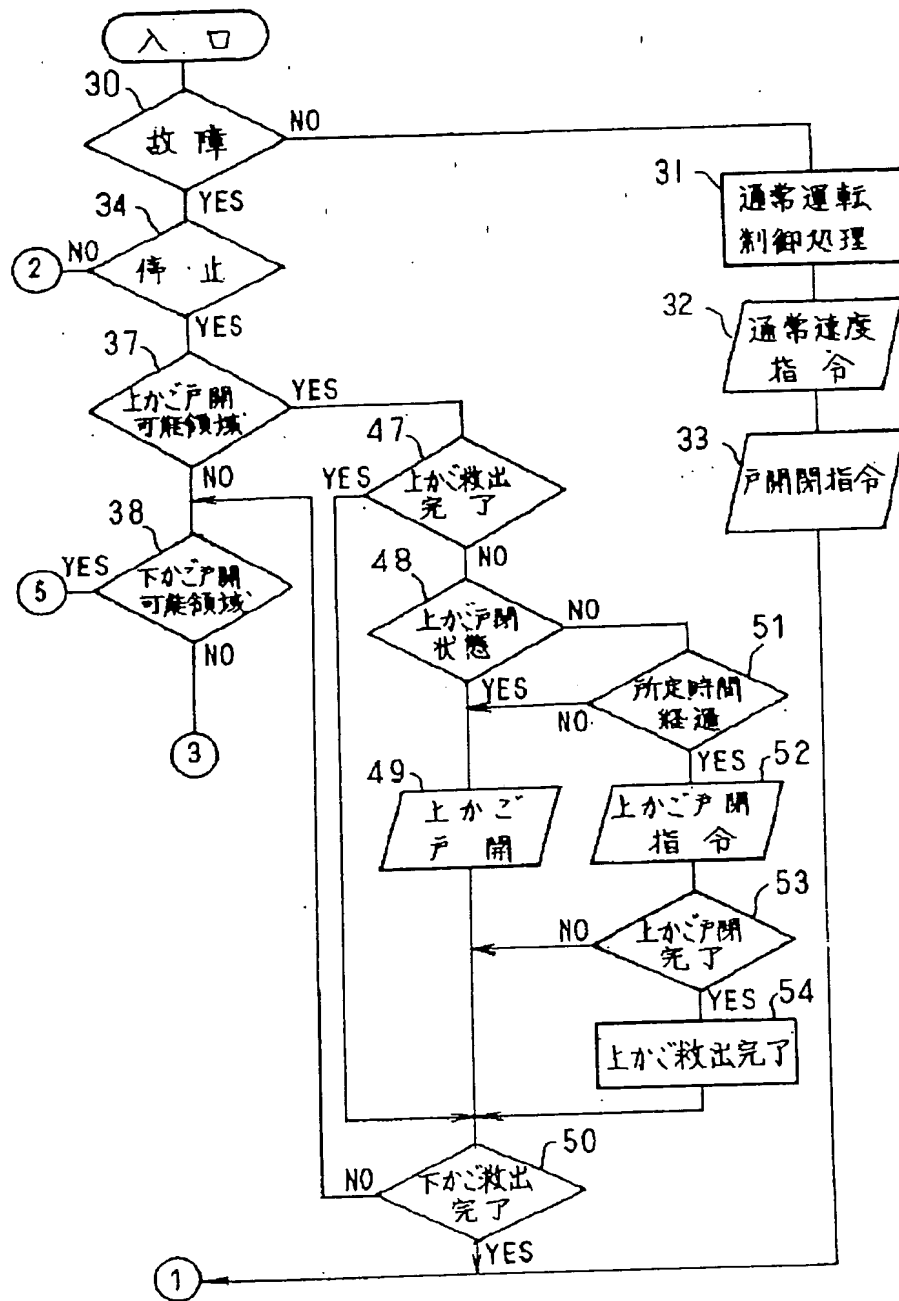 入口
30
故障
NO
YES
31
通常運転
制御処理
34
停止
NO
2
YES
32
通常速度
指令
37
上かご戸開
可能領域
YES
NO
33
戸開閉指令
47
上かご救出
完了
YES
NO
38
下かご戸開
可能領域
YES
5
NO
3
48
上かご戸閉
状態
NO
YES
51
所定時間
経過
NO
YES
49
上かご
戸開
52
上かご戸閉
指令
53
上かご戸閉
完了
NO
YES
54
上かご救出完了
50
下かご救出
完了
NO
YES
1